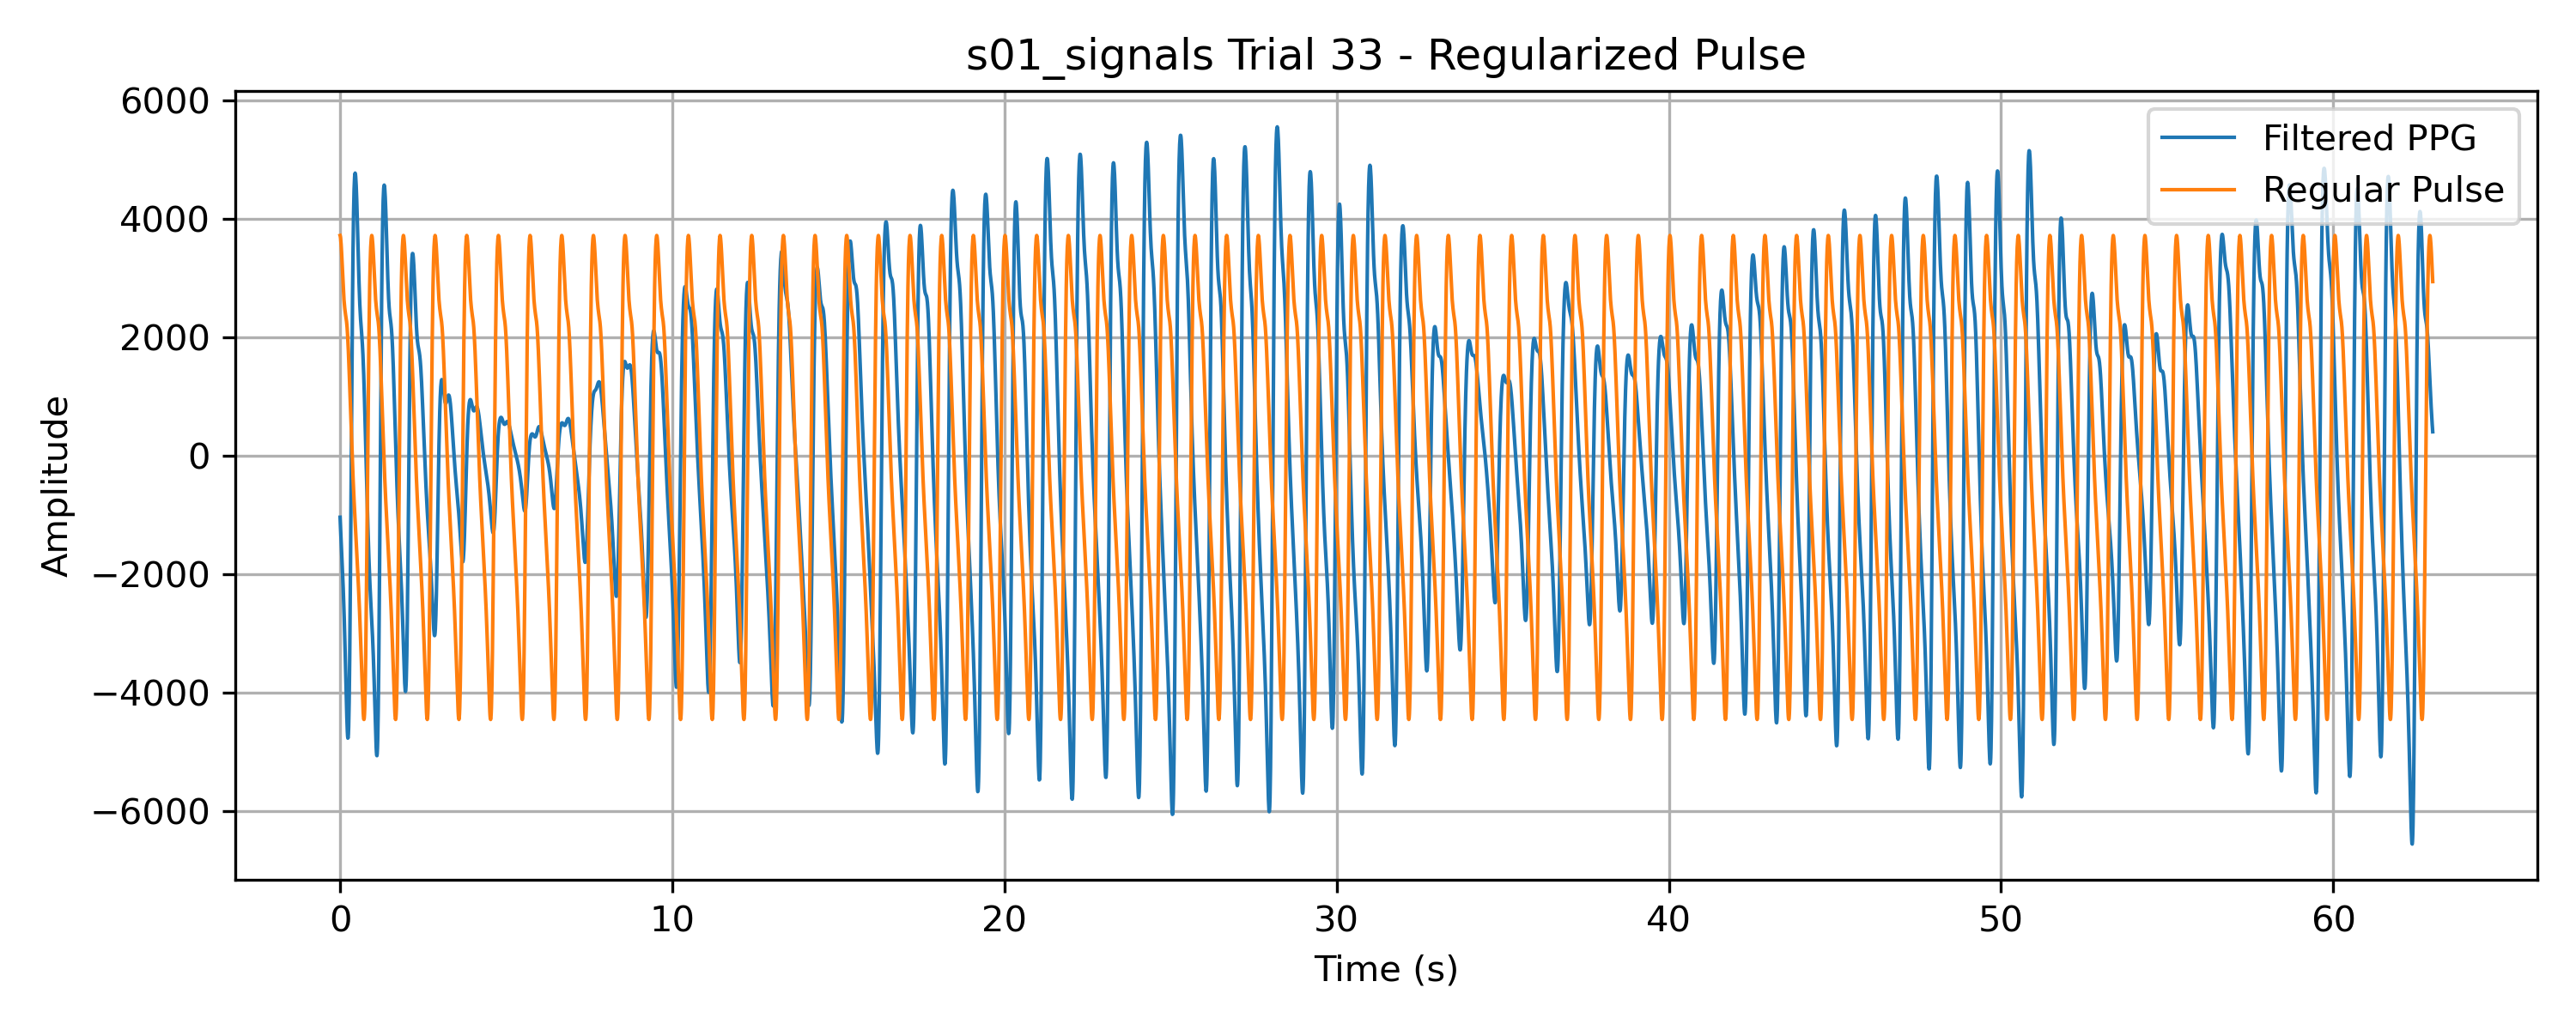 s01_signals Trial 33 - Regularized Pulse
6000
4000
2000
0
−2000
−4000
−6000
Amplitude
Filtered PPG
Regular Pulse
0 10 20 30 40 50 60
Time (s)